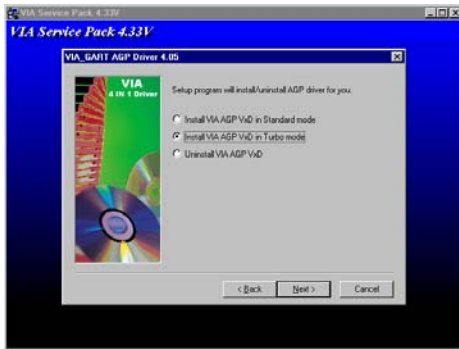 VIA Service Pack 4.33V
VIA Service Pack 4.33V
VIA_GART AGP Driver 4.05
VIA
4 IN 1 Driver
Setup program will install/uninstall AGP driver for you.
Install VIA AGP VxD in Standard mode
Install VIA AGP VxD in Turbo mode
Uninstall VIA AGP VxD
< Back
Next >
Cancel